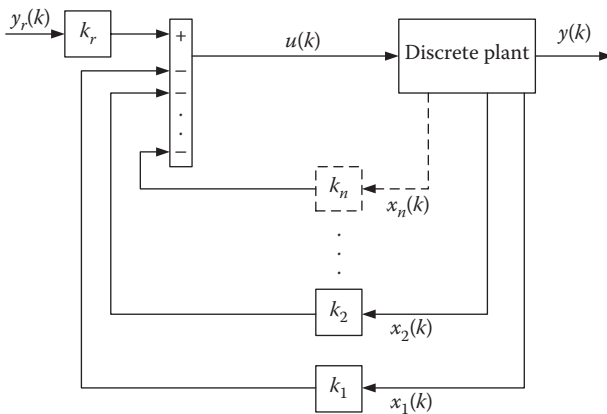 y_r(k)
k_r
+
−
−
.
.
−
u(k)
Discrete plant
y(k)
k_n
x_n(k)
.
.
.
k_2
x_2(k)
k_1
x_1(k)